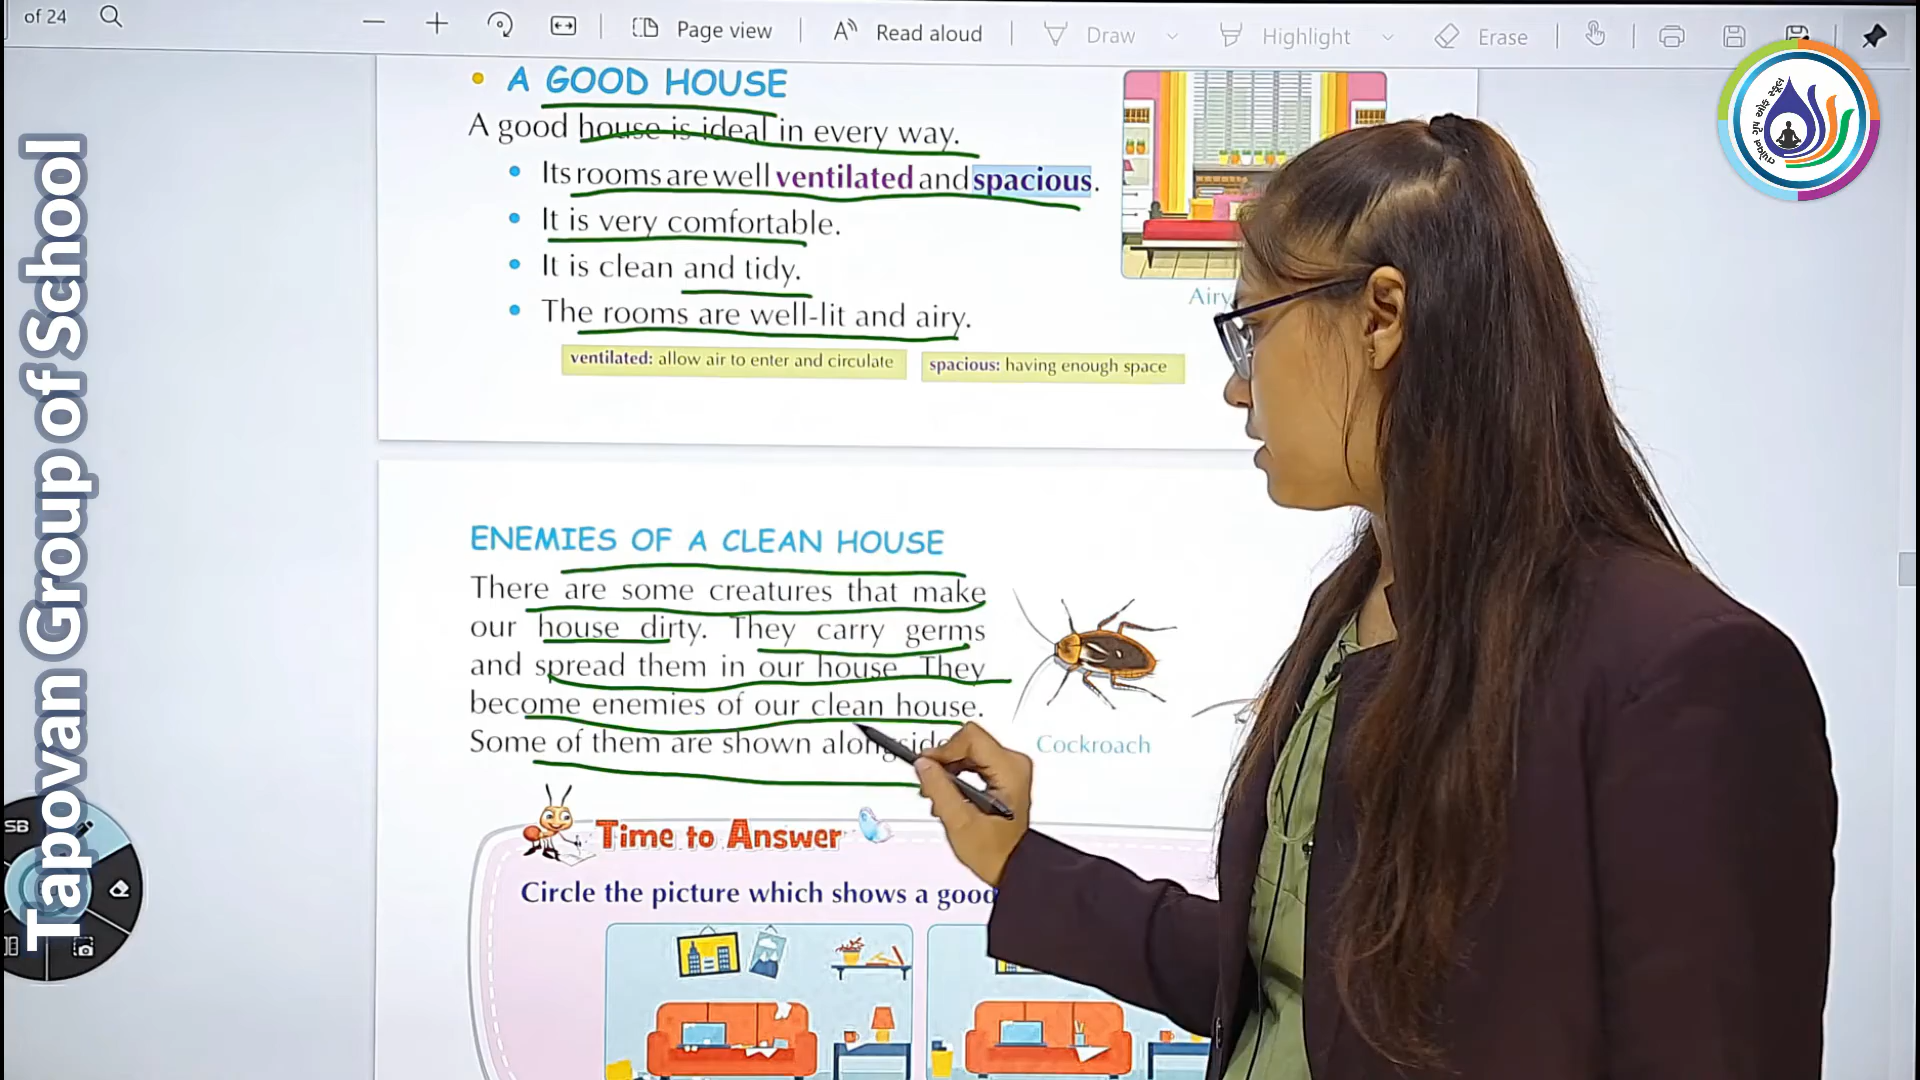 of 24
Page view
Read aloud
Draw
Highlight
Erase
A GOOD HOUSE
A good house is ideal in every way.
Its rooms are well ventilated and spacious.
It is very comfortable.
It is clean and tidy.
The rooms are well-lit and airy.
Airy
ventilated: allow air to enter and circulate
spacious: having enough space
ENEMIES OF A CLEAN HOUSE
There are some creatures that make
our house dirty. They carry germs
and spread them in our house. They
become enemies of our clean house.
Some of them are shown
Cockroach
Time to Answer
Circle the picture which shows a good
Tapovan Group of School
SB